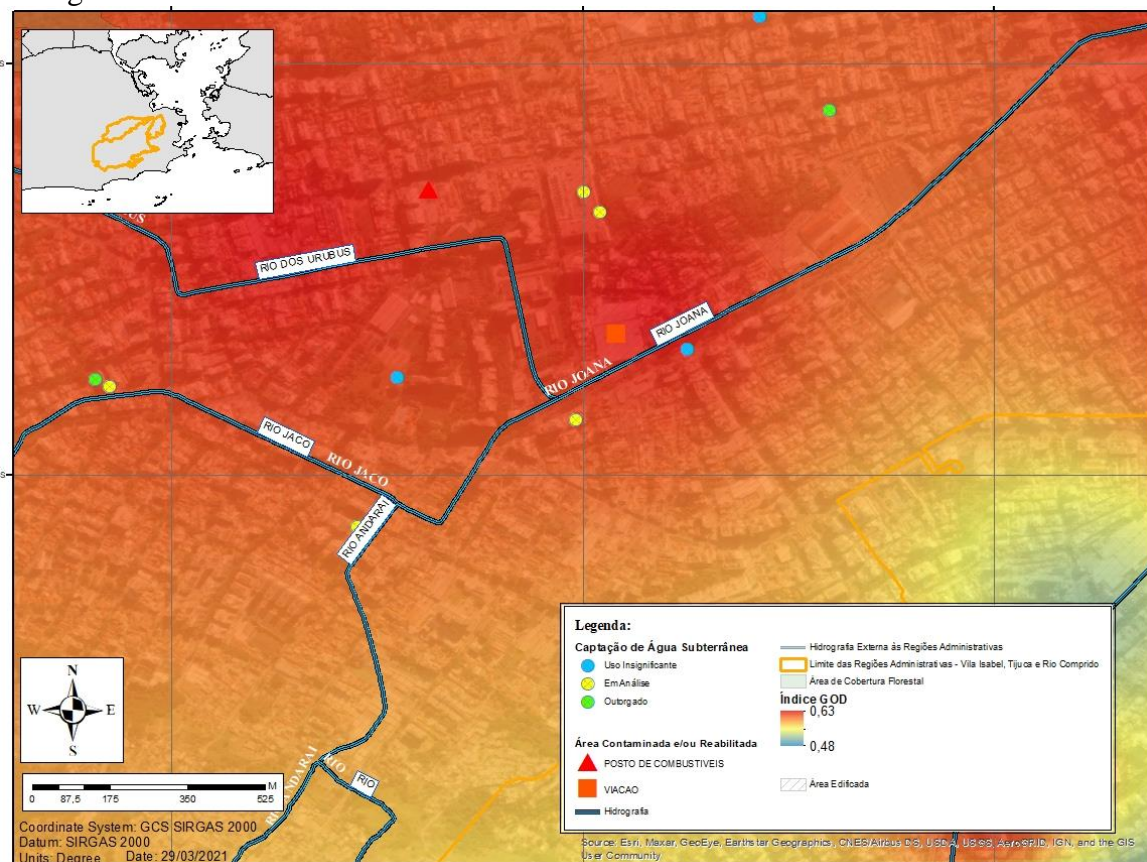 RIO DOS URUBUS
RIO JOANA
RIO JOANA
RIO JACO
RIO JACO
RIO ANDARAI
RIO
RIO
Legenda:
Captação de Água Subterrânea
Uso Insignificante
Em Análise
Outorgado
Área Contaminada e/ou Reabilitada
POSTO DE COMBUSTIVEIS
VIACAO
Hidrografia
Hidrografia Externa às Regiões Administrativas
Limite das Regiões Administrativas - Vila Isabel, Tijuca e Rio Comprido
Área de Cobertura Florestal
Índice GOD
0,63
0,48
Área Edificada
N
W E
S
M
0 87,5 175 350 525
Coordinate System: GCS SIRGAS 2000
Datum: SIRGAS 2000
Units: Degree Date: 29/03/2021
Source: Esri, Maxar, GeoEye, Earthstar Geographics, CNES/Airbus DS, USDA, USGS, AeroGRID, IGN, and the GIS
User Community